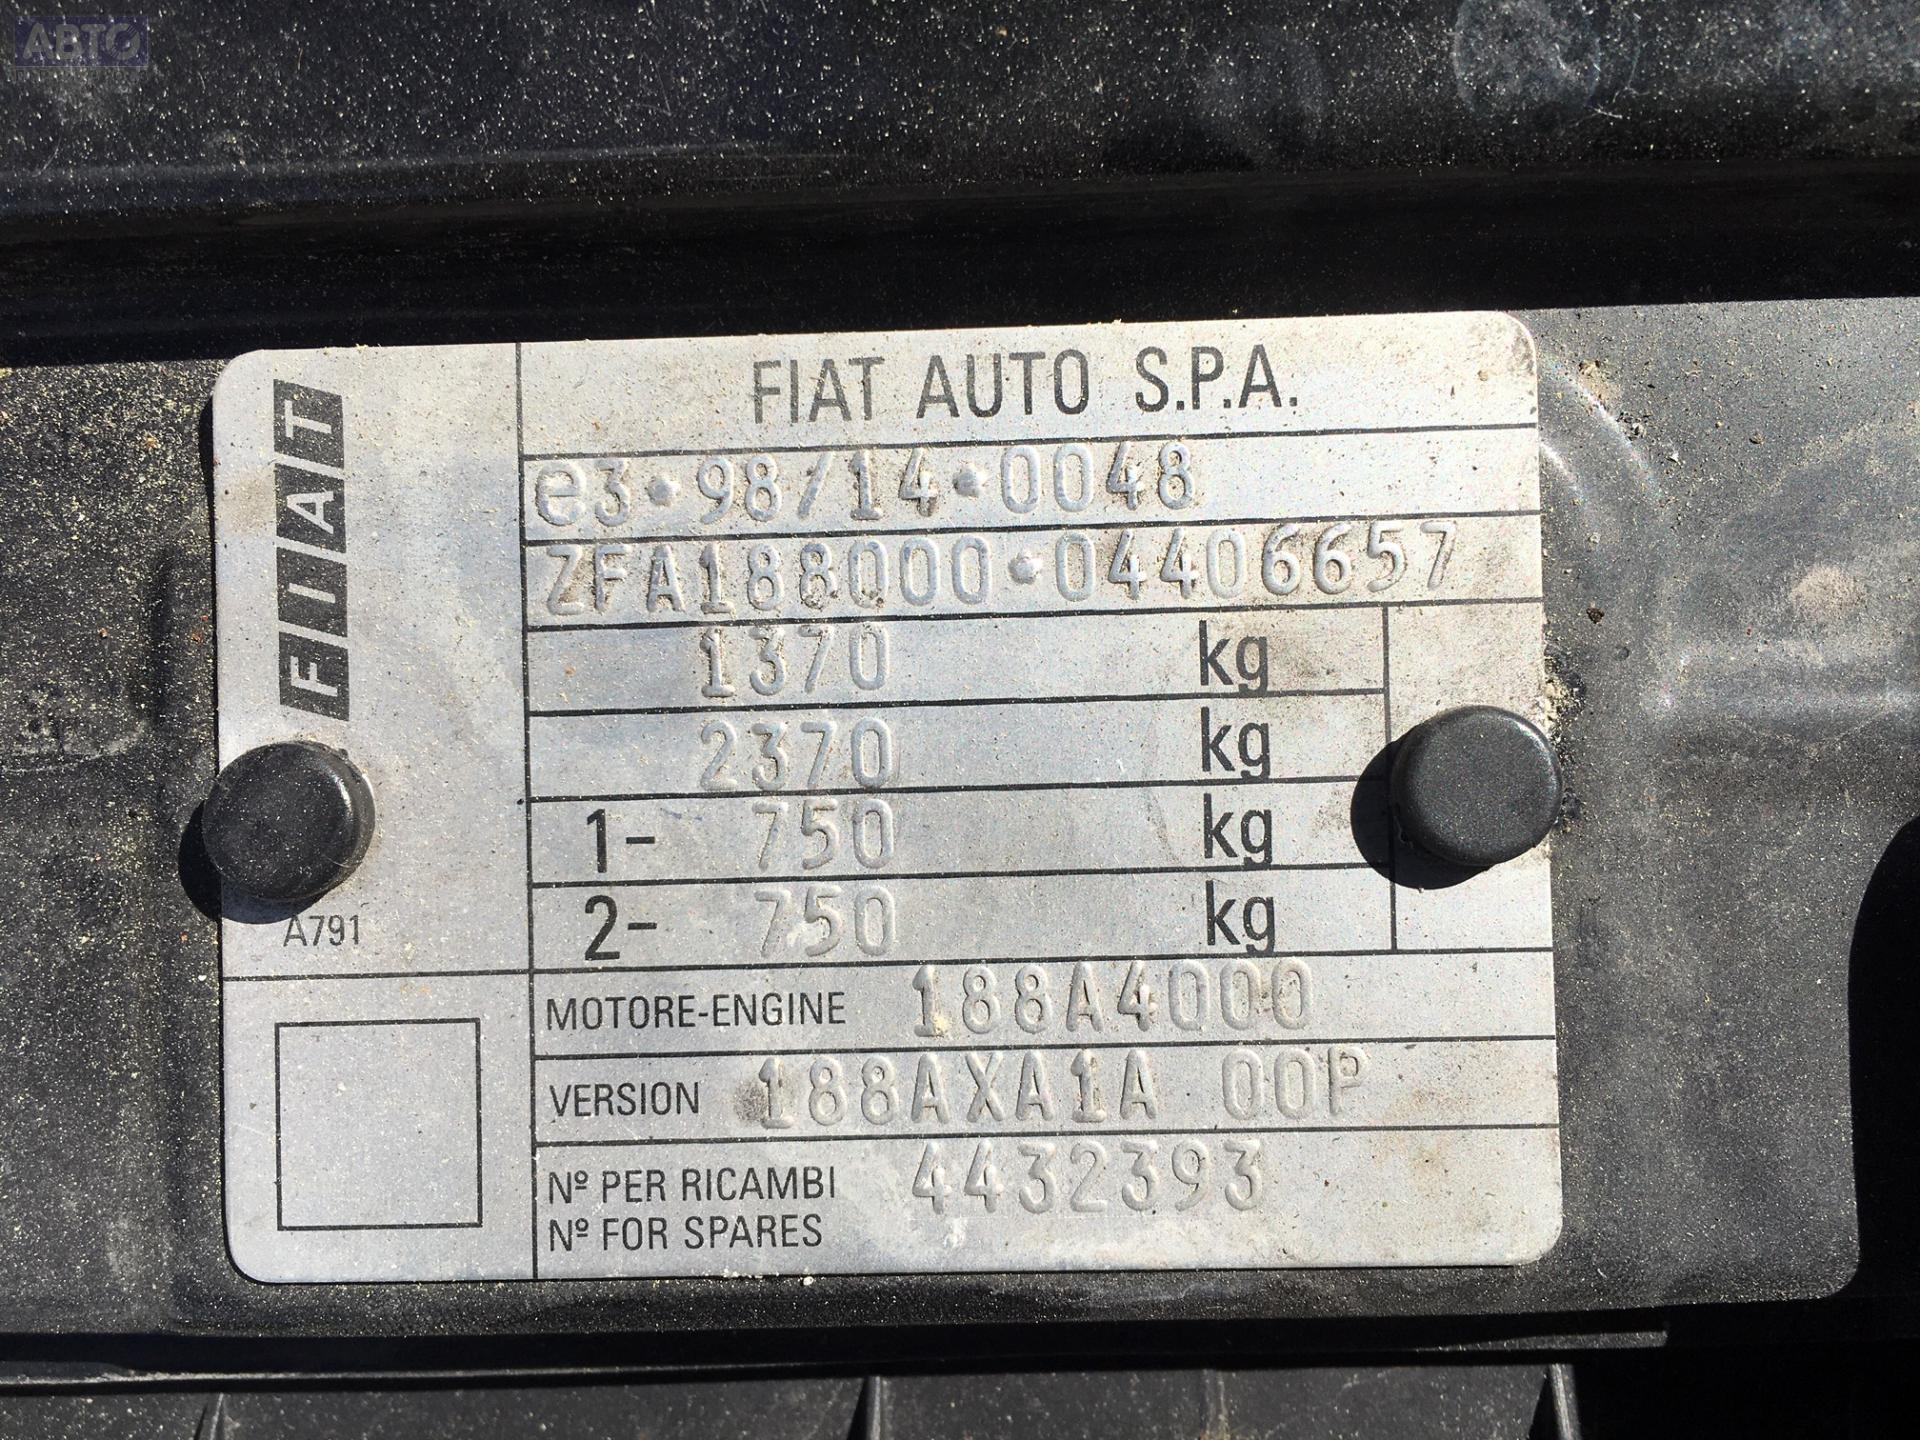 АВТО
FIAT
FIAT AUTO S.P.A.
e3*98/14*0048
ZFA188000*04406657
1370 kg
2370 kg
1- 750 kg
2- 750 kg
A791
MOTORE-ENGINE 188A4000
VERSION 188AXA1A 00P
Nº PER RICAMBI 4432393
Nº FOR SPARES